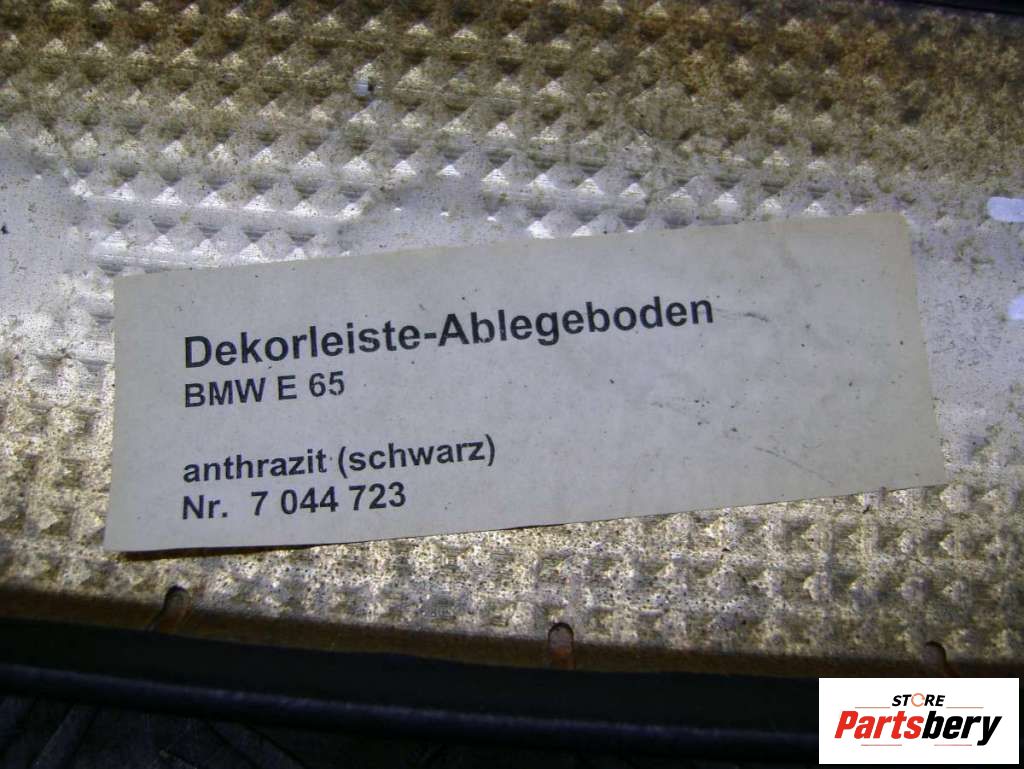 Dekorleiste-Ablegeboden
BMW E 65
anthrazit (schwarz)
Nr. 7 044 723
STORE
Partsbery